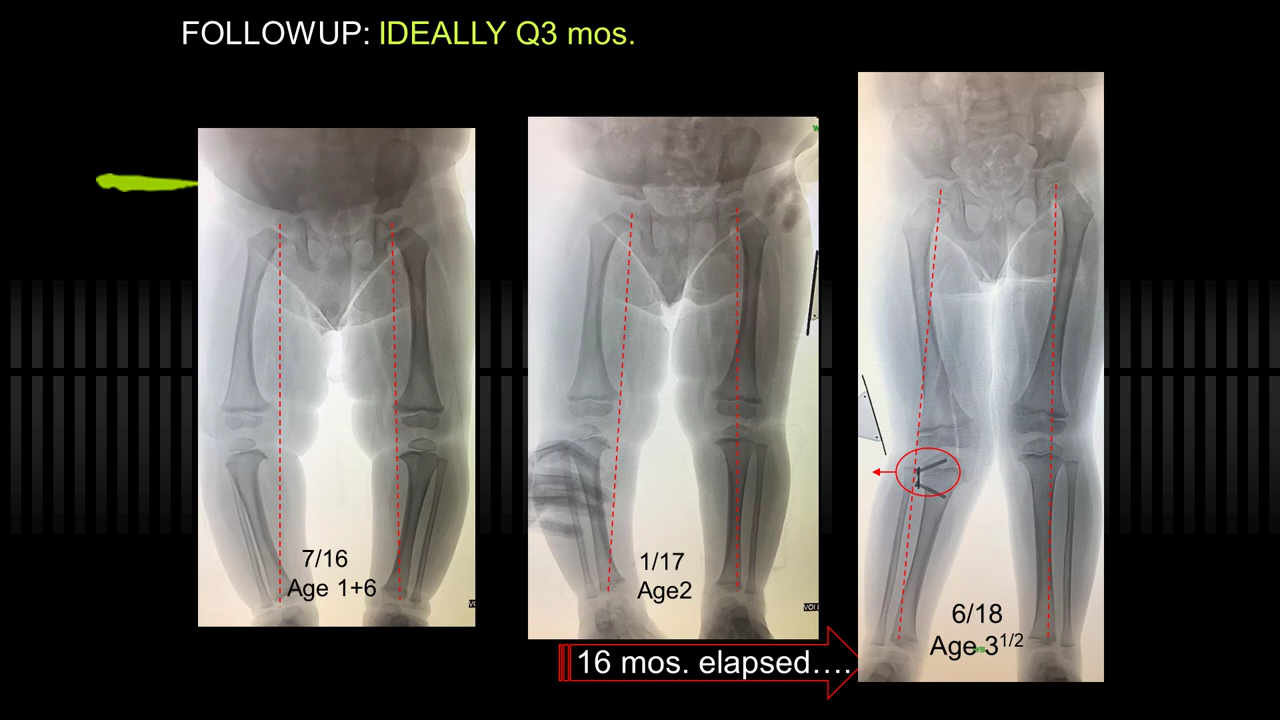 FOLLOWUP: IDEALLY Q3 mos.
7/16
Age 1+6
1/17
Age2
6/18
Age 3^1/2
16 mos. elapsed….